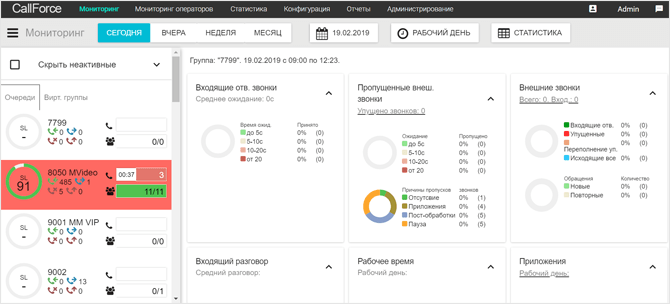 CallForce Мониторинг Мониторинг операторов Статистика Конфигурация Отчеты Администрирование Admin
Мониторинг СЕГОДНЯ ВЧЕРА НЕДЕЛЯ МЕСЯЦ 19.02.2019 РАБОЧИЙ ДЕНЬ СТАТИСТИКА
Скрыть неактивные
Очереди Вирт. группы
7799
SL
-
0 0
0 0
0/0
8050 MVideo
SL
91
485 1
5 0
00:37 3
11/11
9001 MM VIP
SL
-
0 0
0 0
0/0
9002
SL
-
0 13
0 0
0/1
Группа: "7799". 19.02.2019 с 09:00 по 12:23.
Входящие отв. звонки
Среднее ожидание: 0с
Время ожид. Принято
до 5с 0% (0)
5-10с 0% (0)
10-20с 0% (0)
от 20 0% (0)
Пропущенные внеш.
звонки
Упущено звонков: 0
Ожидание Пропущено
до 5с 0% (0)
5-10с 0% (0)
10-20с 0% (0)
от 20 0% (0)
Причины пропусков звонков
Отсутсвие 0% (1)
Приложения 0% (4)
Постобработки 0% (5)
Пауза 0% (5)
Внешние звонки
Всего: 0, Вход.: 0
Входящие отв. 0% (0)
Упущенные 0% (0)
0% (0)
Переполнение ул.
Исходящие все 0% (0)
Обращения Количество
Новые 0% (0)
Повторные 0% (0)
Входящий разговор
Средний разговор:
Рабочее время
Рабочий день:
Приложения
Рабочий день: